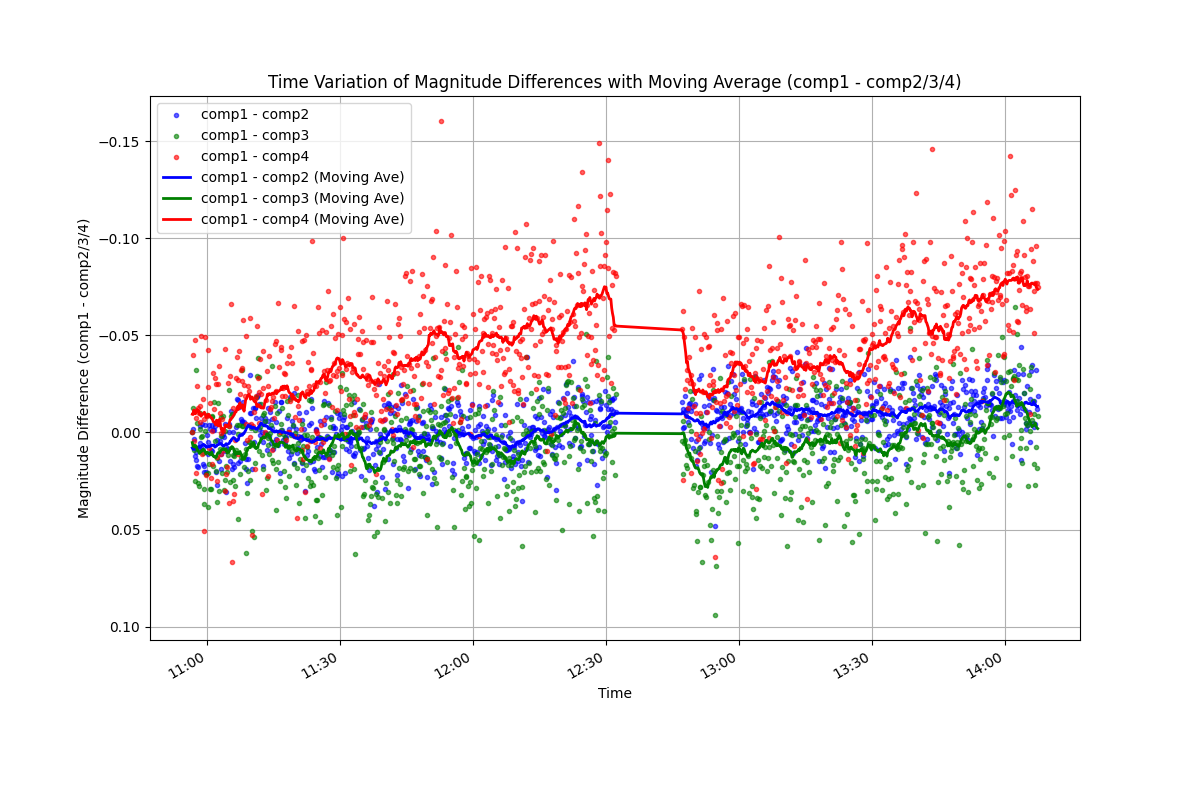 Time Variation of Magnitude Differences with Moving Average (comp1 - comp2/3/4)
comp1 - comp2
comp1 - comp3
comp1 - comp4
comp1 - comp2 (Moving Ave)
comp1 - comp3 (Moving Ave)
comp1 - comp4 (Moving Ave)
Magnitude Difference (comp1 - comp2/3/4)
−0.15
−0.10
−0.05
0.00
0.05
0.10
11:00
11:30
12:00
12:30
13:00
13:30
14:00
Time